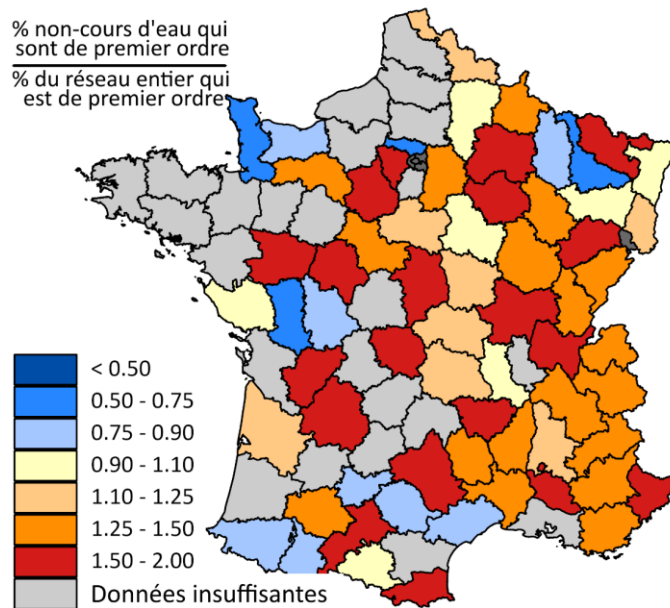 % non-cours d'eau qui
sont de premier ordre
% du réseau entier qui
est de premier ordre
< 0.50
0.50 - 0.75
0.75 - 0.90
0.90 - 1.10
1.10 - 1.25
1.25 - 1.50
1.50 - 2.00
Données insuffisantes